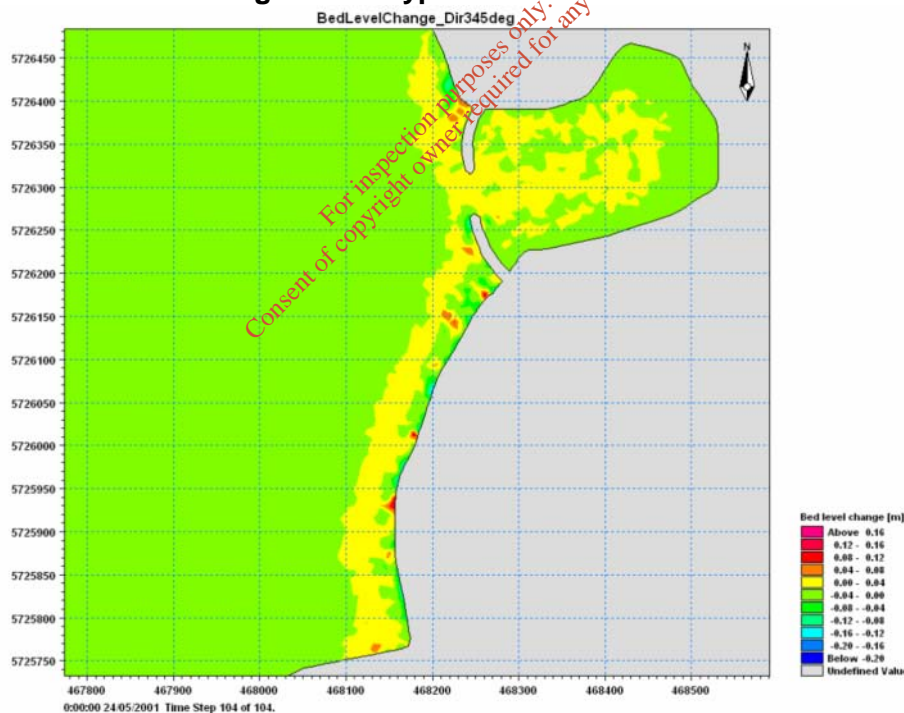 BedLevelChange_Dir345deg
For inspection purposes only.
Consent of copyright owner required for any
N
5726450
5726400
5726350
5726300
5726250
5726200
5726150
5726100
5726050
5726000
5725950
5725900
5725850
5725800
5725750
467800 467900 468000 468100 468200 468300 468400 468500
0:00:00 24/05/2001 Time Step 104 of 104.
Bed level change [m]
Above 0.16
0.12 - 0.16
0.08 - 0.12
0.04 - 0.08
0.00 - 0.04
-0.04 - 0.00
-0.08 - -0.04
-0.12 - -0.08
-0.16 - -0.12
-0.20 - -0.16
Below -0.20
Undefined Value